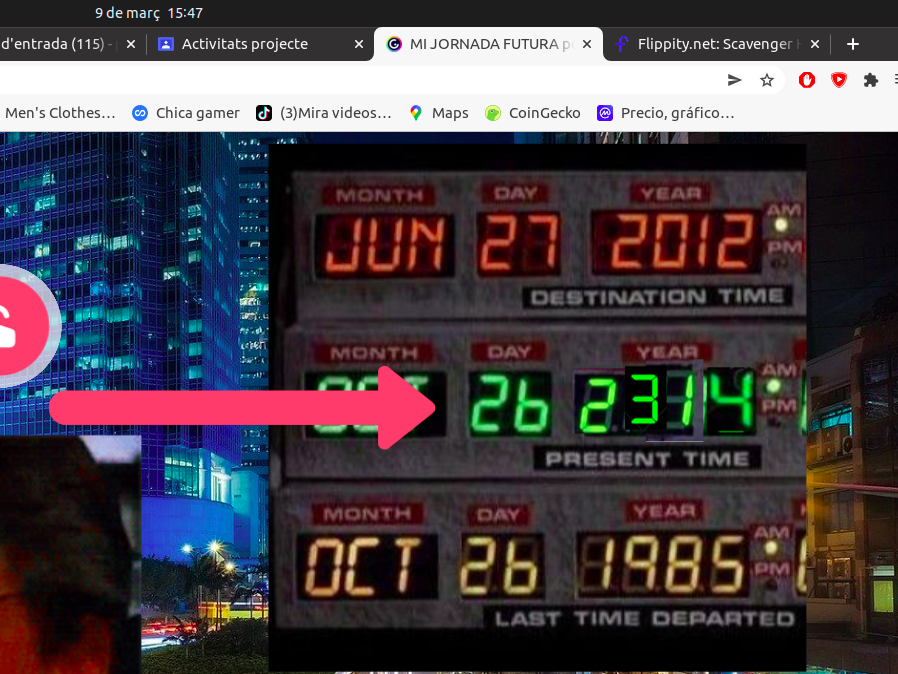 9 de març 15:47
d'entrada (115) -
Activitats projecte
MI JORNADA FUTURA p
Flippity.net: Scavenger
Men's Clothes…
Chica gamer
(3)Mira videos…
Maps
CoinGecko
Precio, gráfico…
MONTH DAY YEAR
AM
JUN 27 2012
PM
DESTINATION TIME
MONTH DAY YEAR
AM
OCT 26 2314
PM
PRESENT TIME
MONTH DAY YEAR
AM
OCT 26 1985
PM
LAST TIME DEPARTED